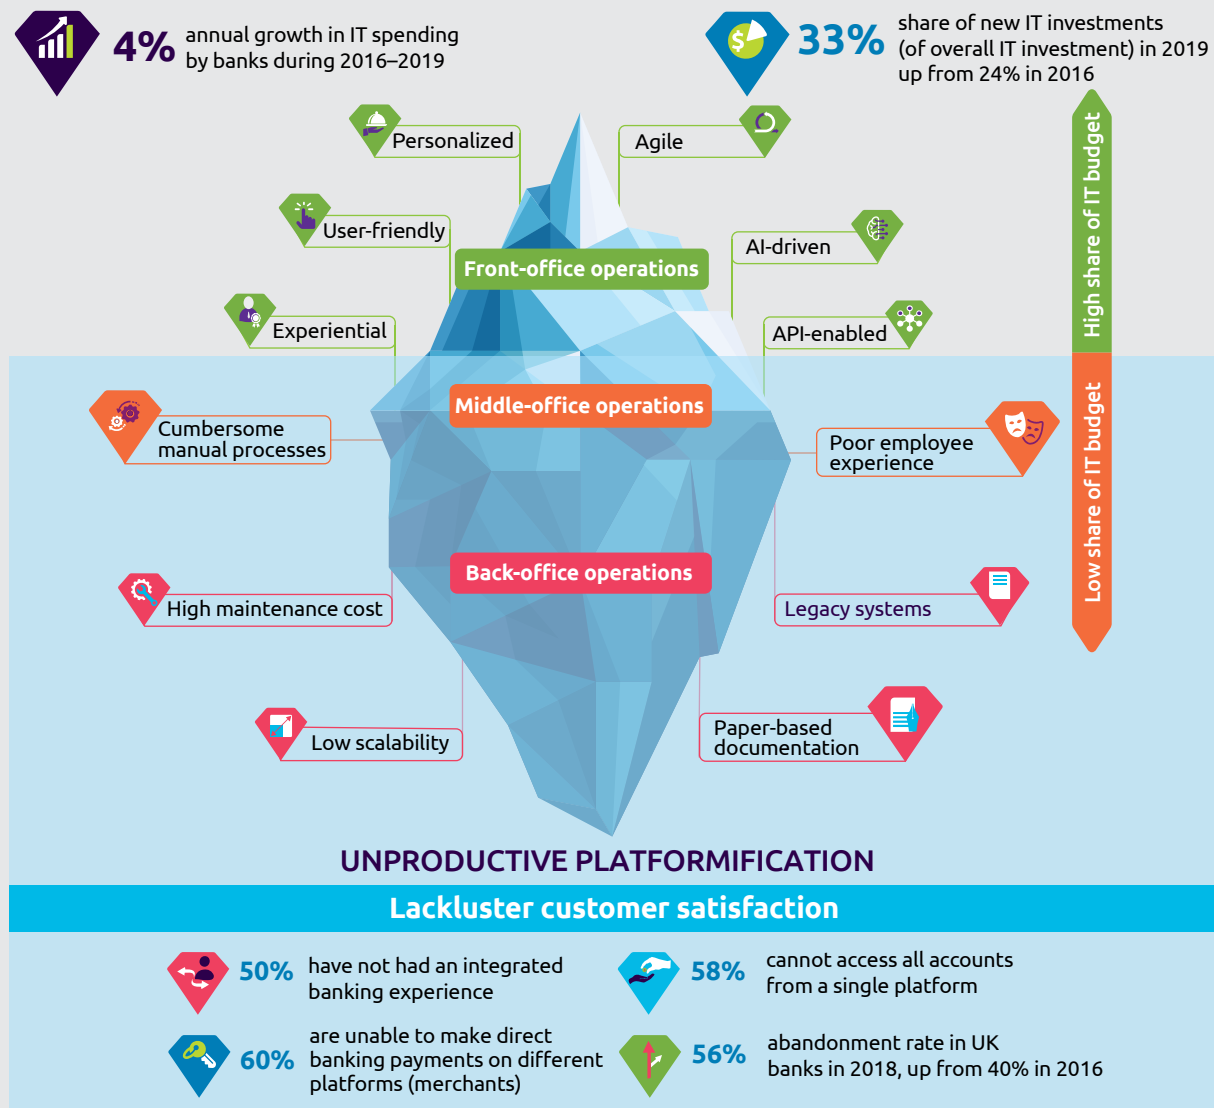 4%
annual growth in IT spending
by banks during 2016–2019
$
33%
share of new IT investments
(of overall IT investment) in 2019
up from 24% in 2016
Personalized
Agile
User-friendly
AI-driven
Front-office operations
Experiential
API-enabled
High share of IT budget
Middle-office operations
Cumbersome
manual processes
Poor employee
experience
Low share of IT budget
Back-office operations
High maintenance cost
Legacy systems
Low scalability
Paper-based
documentation
UNPRODUCTIVE PLATFORMIFICATION
Lackluster customer satisfaction
50%
have not had an integrated
banking experience
58%
cannot access all accounts
from a single platform
60%
are unable to make direct
banking payments on different
platforms (merchants)
56%
abandonment rate in UK
banks in 2018, up from 40% in 2016